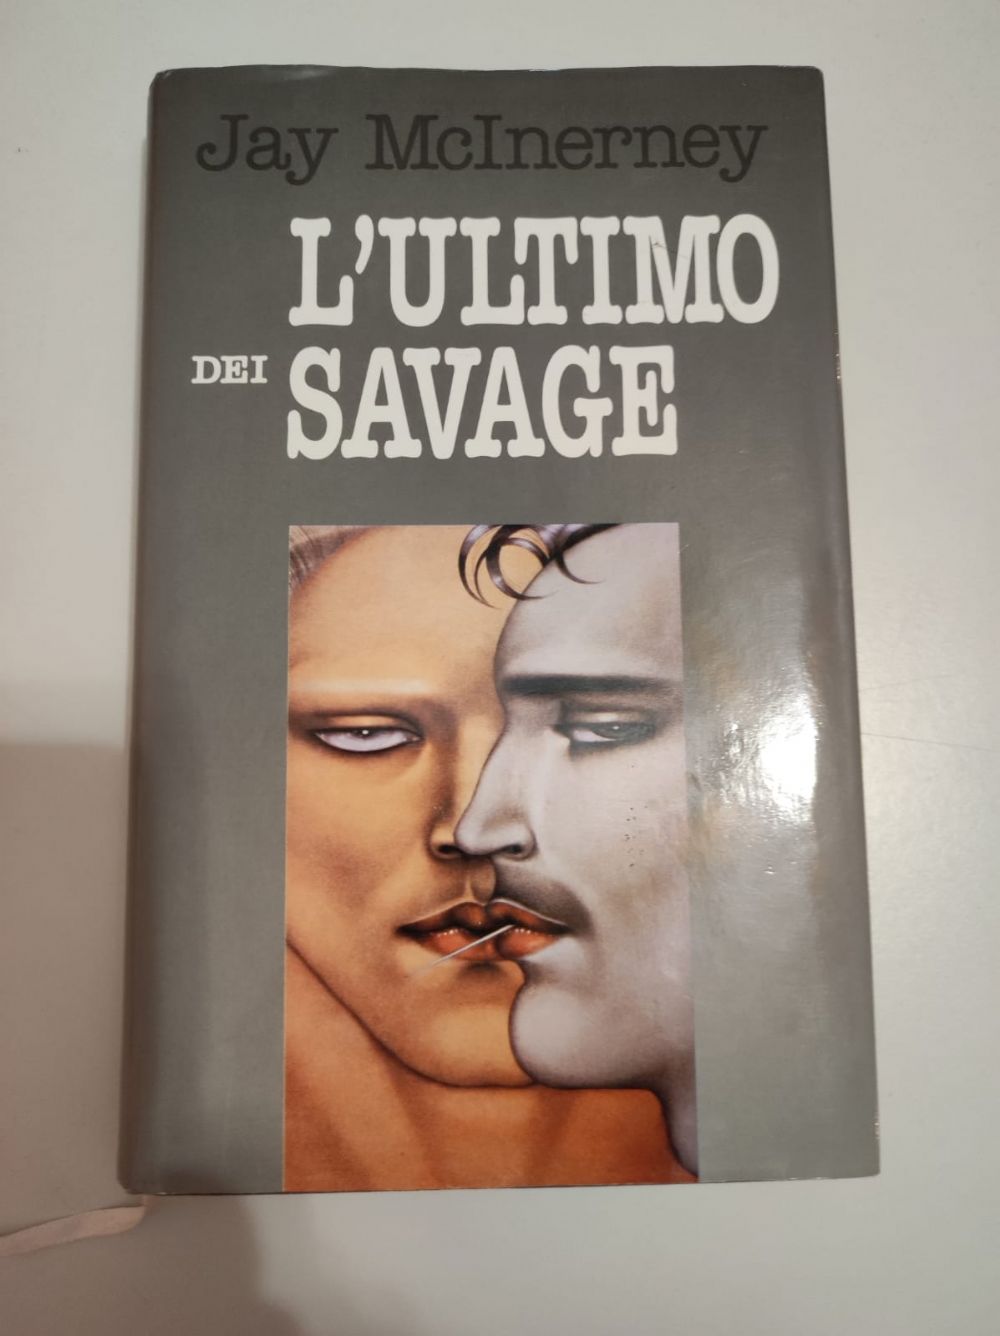 Jay McInerney
L'ULTIMO
DEI SAVAGE